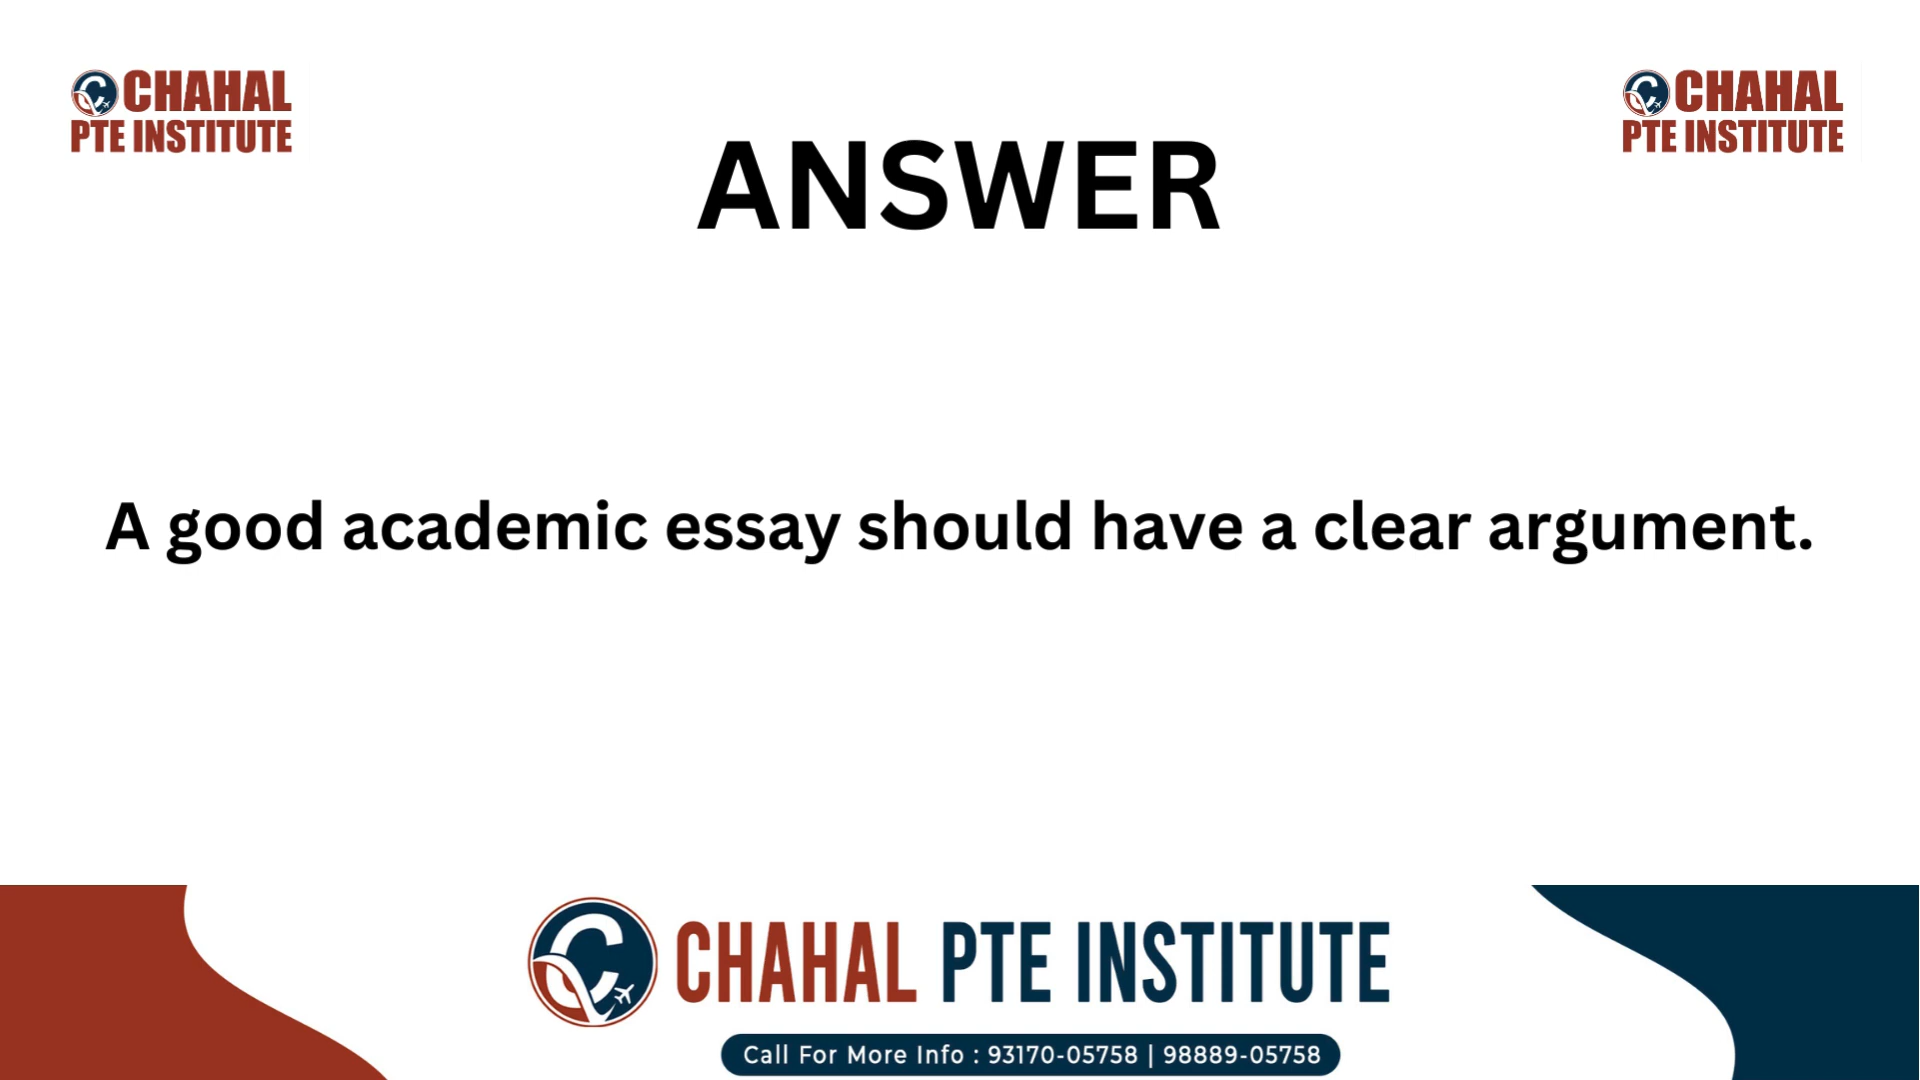 CHAHAL
PTE INSTITUTE
CHAHAL
PTE INSTITUTE
ANSWER
A good academic essay should have a clear argument.
CHAHAL PTE INSTITUTE
Call For More Info : 93170-05758 | 98889-05758